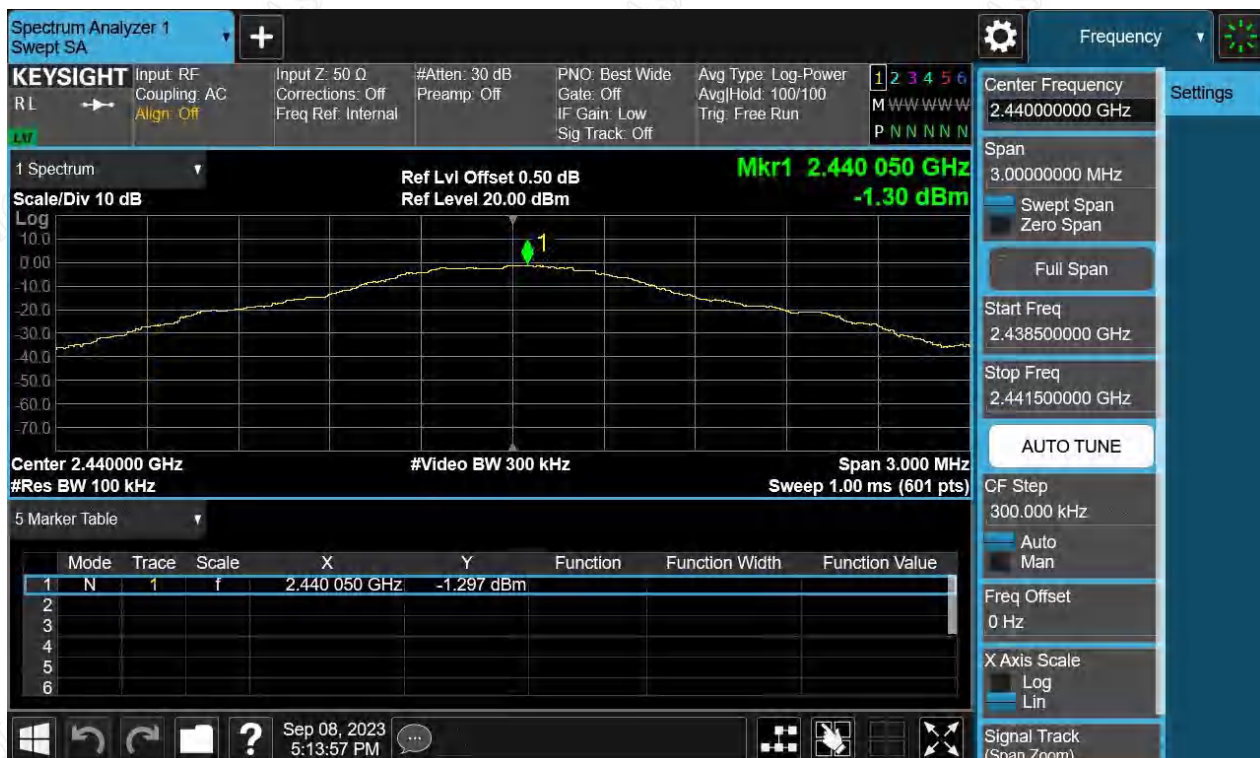 Spectrum Analyzer 1
Swept SA
+
Frequency
KEYSIGHT
RL
Input: RF
Coupling: AC
Align: Off
Input Z: 50 Ω
Corrections: Off
Freq Ref: Internal
#Atten: 30 dB
Preamp: Off
PNO: Best Wide
Gate: Off
IF Gain: Low
Sig Track: Off
Avg Type: Log-Power
Avg|Hold: 100/100
Trig: Free Run
1 2 3 4 5 6
M W W W W W
P N N N N N
1 Spectrum
Scale/Div 10 dB
Ref Lvl Offset 0.50 dB
Ref Level 20.00 dBm
Mkr1 2.440 050 GHz
-1.30 dBm
Log
10.0
0.00
-10.0
-20.0
-30.0
-40.0
-50.0
-60.0
-70.0
1
Center 2.440000 GHz
#Res BW 100 kHz
#Video BW 300 kHz
Span 3.000 MHz
Sweep 1.00 ms (601 pts)
5 Marker Table
Mode Trace Scale X Y Function Function Width Function Value
1 N 1 f 2.440 050 GHz -1.297 dBm
2
3
4
5
6
?
Sep 08, 2023
5:13:57 PM
Center Frequency
2.440000000 GHz
Settings
Span
3.00000000 MHz
Swept Span
Zero Span
Full Span
Start Freq
2.438500000 GHz
Stop Freq
2.441500000 GHz
AUTO TUNE
CF Step
300.000 kHz
Auto
Man
Freq Offset
0 Hz
X Axis Scale
Log
Lin
Signal Track
(Span Zoom)